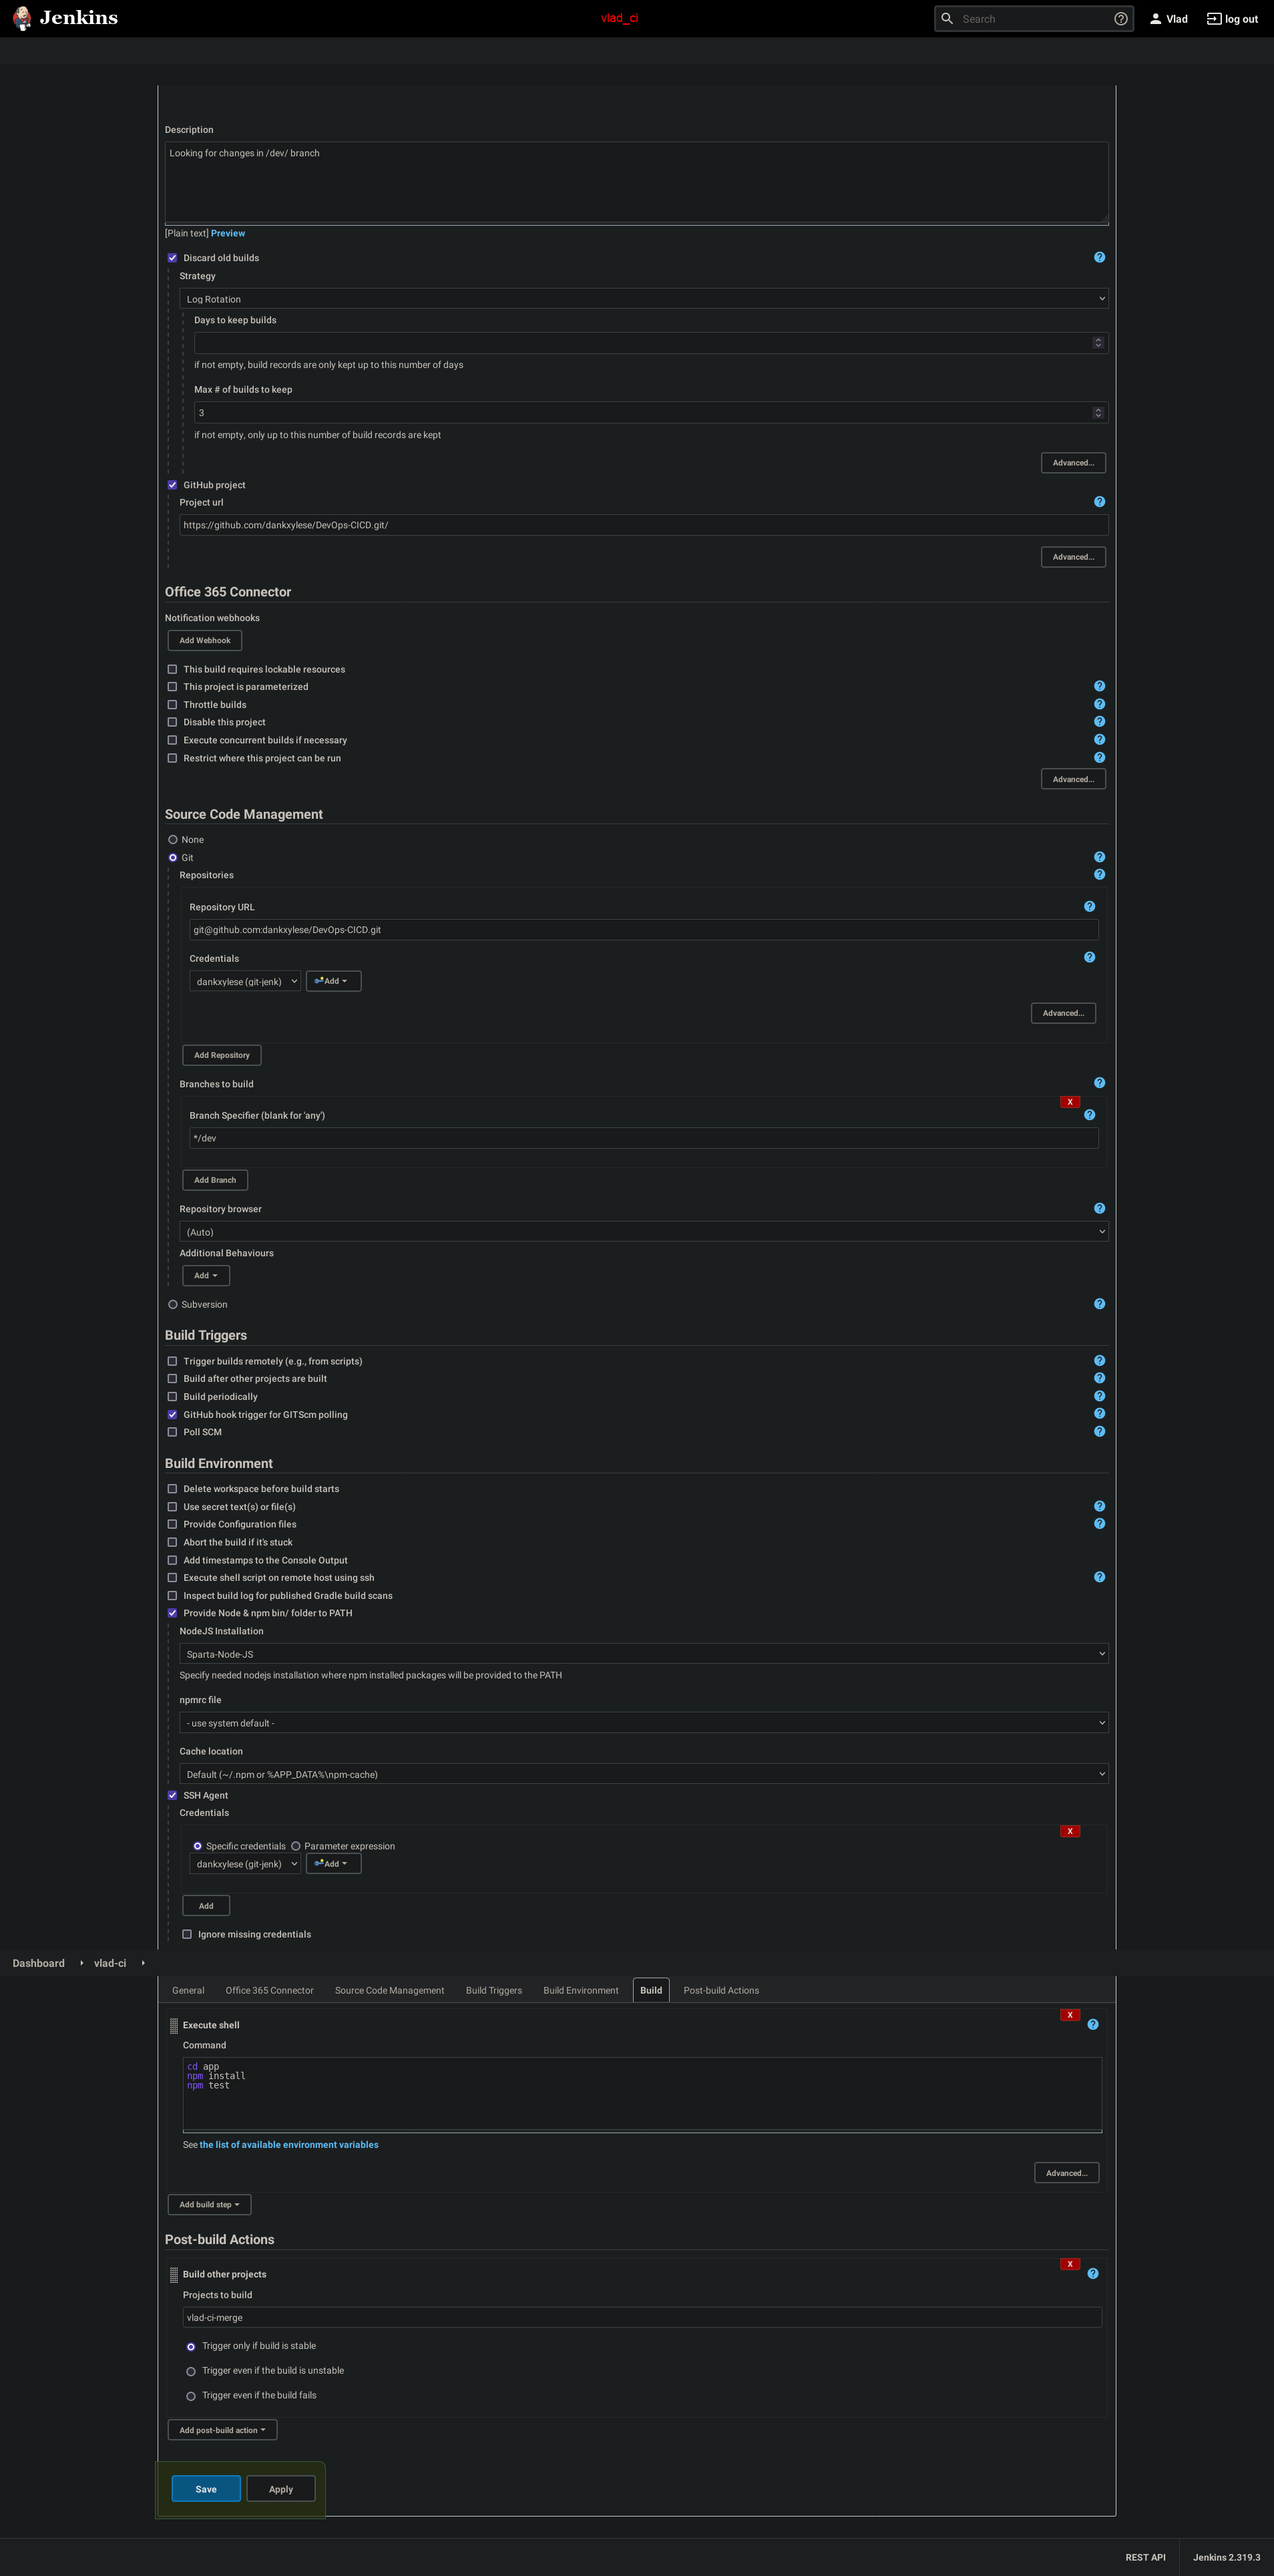 Jenkins
vlad_ci
Search
Vlad
log out
Description
Looking for changes in /dev/ branch
[Plain text] Preview
Discard old builds
Strategy
Log Rotation
Days to keep builds
if not empty, build records are only kept up to this number of days
Max # of builds to keep
3
if not empty, only up to this number of build records are kept
Advanced...
GitHub project
Project url
https://github.com/dankxylese/DevOps-CICD.git/
Advanced...
Office 365 Connector
Notification webhooks
Add Webhook
This build requires lockable resources
This project is parameterized
Throttle builds
Disable this project
Execute concurrent builds if necessary
Restrict where this project can be run
Advanced...
Source Code Management
None
Git
Repositories
Repository URL
git@github.com:dankxylese/DevOps-CICD.git
Credentials
dankxylese (git-jenk)
Add
Advanced...
Add Repository
Branches to build
X
Branch Specifier (blank for 'any')
*/dev
Add Branch
Repository browser
(Auto)
Additional Behaviours
Add
Subversion
Build Triggers
Trigger builds remotely (e.g., from scripts)
Build after other projects are built
Build periodically
GitHub hook trigger for GITScm polling
Poll SCM
Build Environment
Delete workspace before build starts
Use secret text(s) or file(s)
Provide Configuration files
Abort the build if it's stuck
Add timestamps to the Console Output
Execute shell script on remote host using ssh
Inspect build log for published Gradle build scans
Provide Node & npm bin/ folder to PATH
NodeJS Installation
Sparta-Node-JS
Specify needed nodejs installation where npm installed packages will be provided to the PATH
npmrc file
- use system default -
Cache location
Default (~/.npm or %APP_DATA%\npm-cache)
SSH Agent
Credentials
X
Specific credentials Parameter expression
dankxylese (git-jenk)
Add
Add
Ignore missing credentials
Dashboard vlad-ci
General Office 365 Connector Source Code Management Build Triggers Build Environment Build Post-build Actions
X
Execute shell
Command
cd app
npm install
npm test
See the list of available environment variables
Advanced...
Add build step
Post-build Actions
X
Build other projects
Projects to build
vlad-ci-merge
Trigger only if build is stable
Trigger even if the build is unstable
Trigger even if the build fails
Add post-build action
Save
Apply
REST API
Jenkins 2.319.3